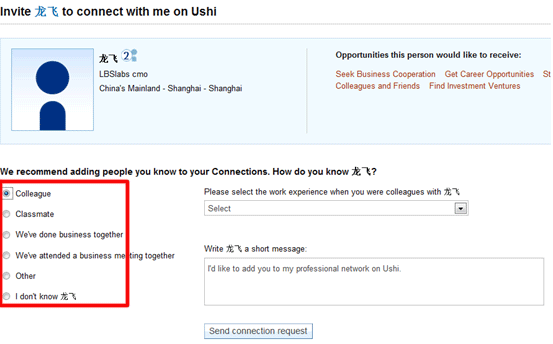 Invite 龙飞 to connect with me on Ushi
龙飞 2
LBSlabs cmo
China's Mainland - Shanghai - Shanghai
Opportunities this person would like to receive:
Seek Business Cooperation Get Career Opportunities St
Colleagues and Friends Find Investment Ventures
We recommend adding people you know to your Connections. How do you know 龙飞?
Colleague
Classmate
We've done business together
We've attended a business meeting together
Other
I don't know 龙飞
Please select the work experience when you were colleagues with 龙飞
Select
Write 龙飞 a short message:
I'd like to add you to my professional network on Ushi.
Send connection request